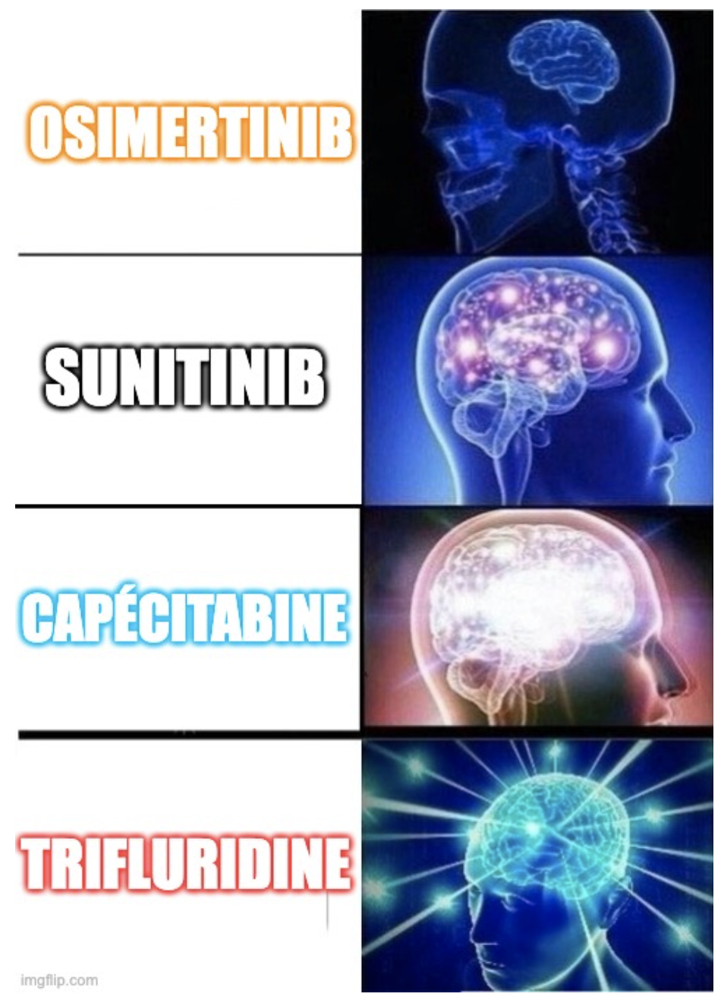 OSIMERTINIB
SUNITINIB
CAPÉCITABINE
TRIFLURIDINE
imgflip.com